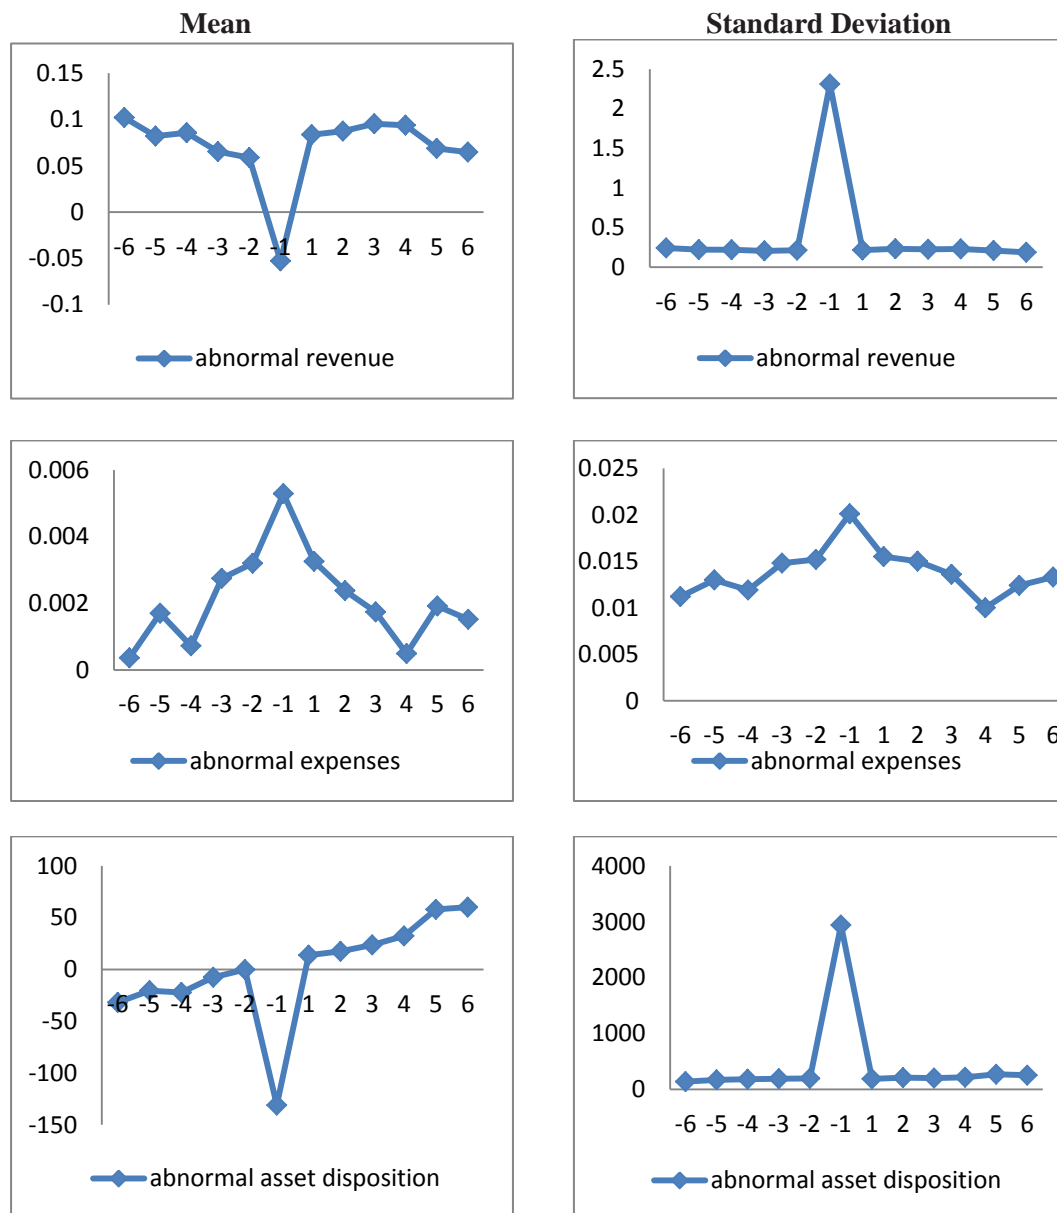 Mean
Standard Deviation
0.15
0.1
0.05
0
-0.05
-0.1
-6 -5 -4 -3 -2 -1 1 2 3 4 5 6
abnormal revenue
2.5
2
1.5
1
0.5
0
-6 -5 -4 -3 -2 -1 1 2 3 4 5 6
abnormal revenue
0.006
0.004
0.002
0
-6 -5 -4 -3 -2 -1 1 2 3 4 5 6
abnormal expenses
0.025
0.02
0.015
0.01
0.005
0
-6 -5 -4 -3 -2 -1 1 2 3 4 5 6
abnormal expenses
100
50
0
-50
-100
-150
-6 -5 -4 -3 -2 -1 1 2 3 4 5 6
abnormal asset disposition
4000
3000
2000
1000
0
-6 -5 -4 -3 -2 -1 1 2 3 4 5 6
abnormal asset disposition